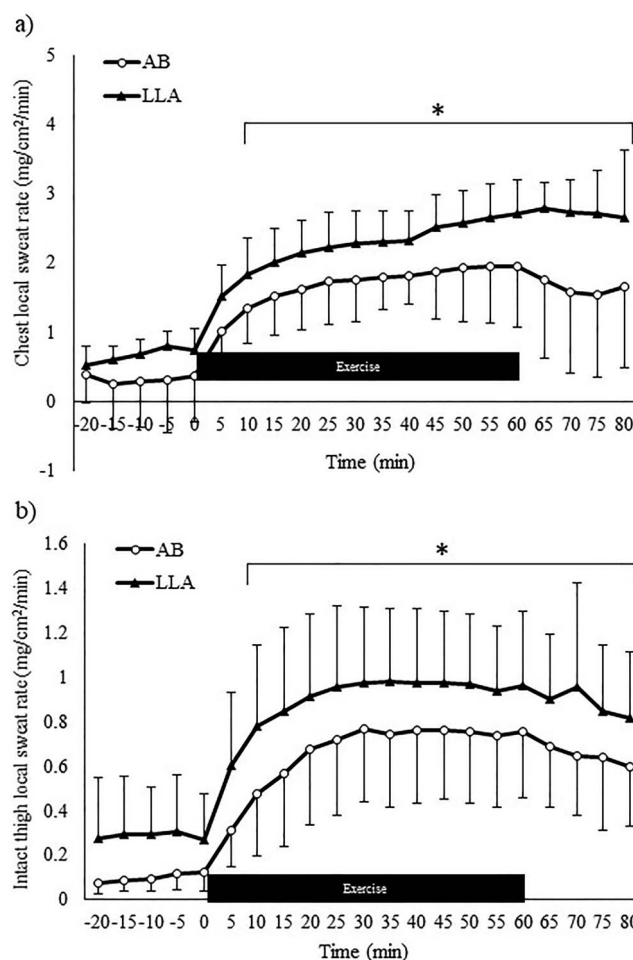 a)
5
AB
LLA
*
4
3
2
1
Exercise
0
-20 -15 -10 -5 0 5 10 15 20 25 30 35 40 45 50 55 60 65 70 75 80
-1
Time (min)
Chest local sweat rate (mg/cm²/min)
b)
1.6
AB
LLA
*
1.4
1.2
1
0.8
0.6
0.4
0.2
Exercise
0
-20 -15 -10 -5 0 5 10 15 20 25 30 35 40 45 50 55 60 65 70 75 80
Time (min)
Intact thigh local sweat rate (mg/cm²/min)